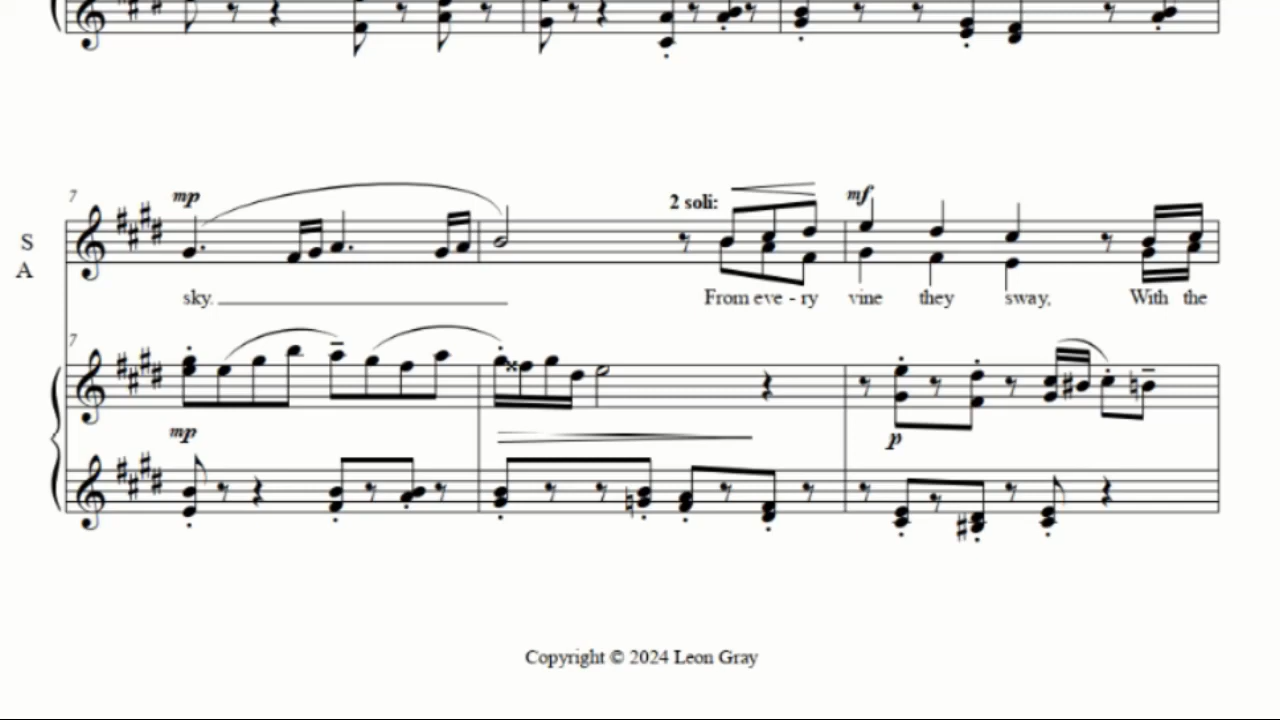 7
mp
2 soli:
mf
S
A
sky.
From eve - ry vine they sway, With the
7
mp
p
Copyright © 2024 Leon Gray